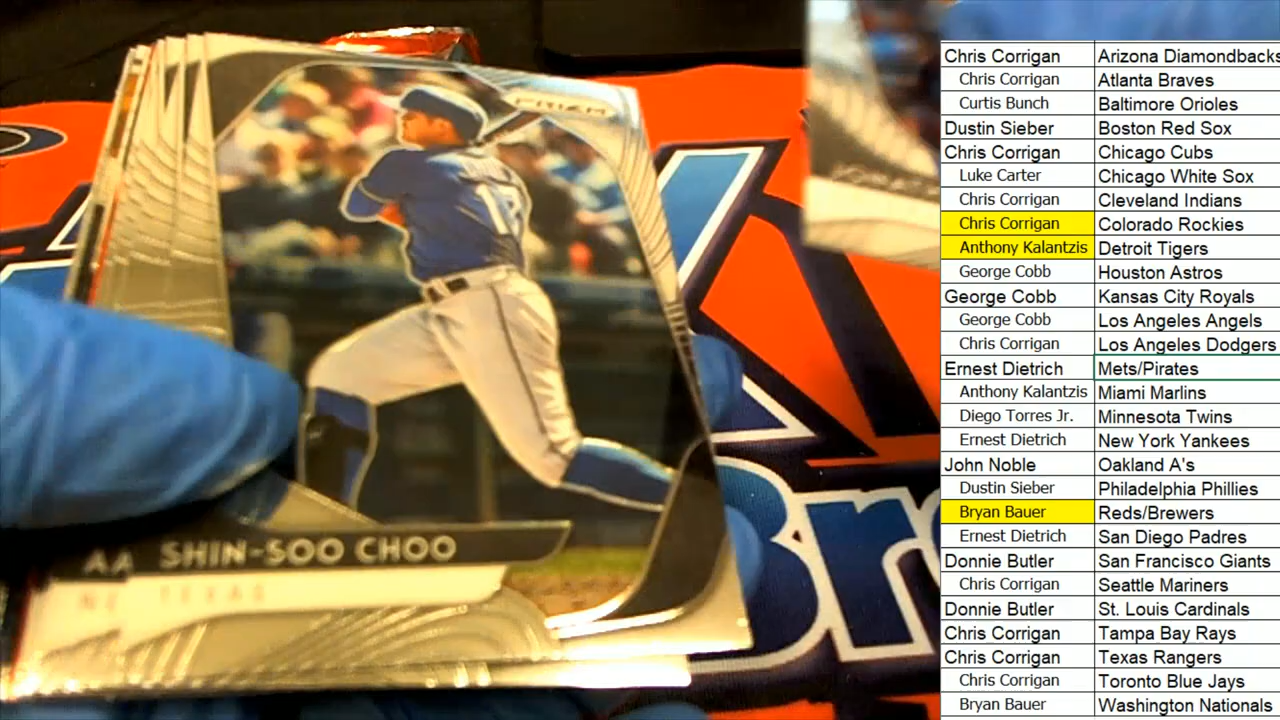 PRIZM
17
SHIN-SOO CHOO
TEXAS
Br
Chris Corrigan Arizona Diamondbacks
Chris Corrigan Atlanta Braves
Curtis Bunch Baltimore Orioles
Dustin Sieber Boston Red Sox
Chris Corrigan Chicago Cubs
Luke Carter Chicago White Sox
Chris Corrigan Cleveland Indians
Chris Corrigan Colorado Rockies
Anthony Kalantzis Detroit Tigers
George Cobb Houston Astros
George Cobb Kansas City Royals
George Cobb Los Angeles Angels
Chris Corrigan Los Angeles Dodgers
Ernest Dietrich Mets/Pirates
Anthony Kalantzis Miami Marlins
Diego Torres Jr. Minnesota Twins
Ernest Dietrich New York Yankees
John Noble Oakland A's
Dustin Sieber Philadelphia Phillies
Bryan Bauer Reds/Brewers
Ernest Dietrich San Diego Padres
Donnie Butler San Francisco Giants
Chris Corrigan Seattle Mariners
Donnie Butler St. Louis Cardinals
Chris Corrigan Tampa Bay Rays
Chris Corrigan Texas Rangers
Chris Corrigan Toronto Blue Jays
Bryan Bauer Washington Nationals